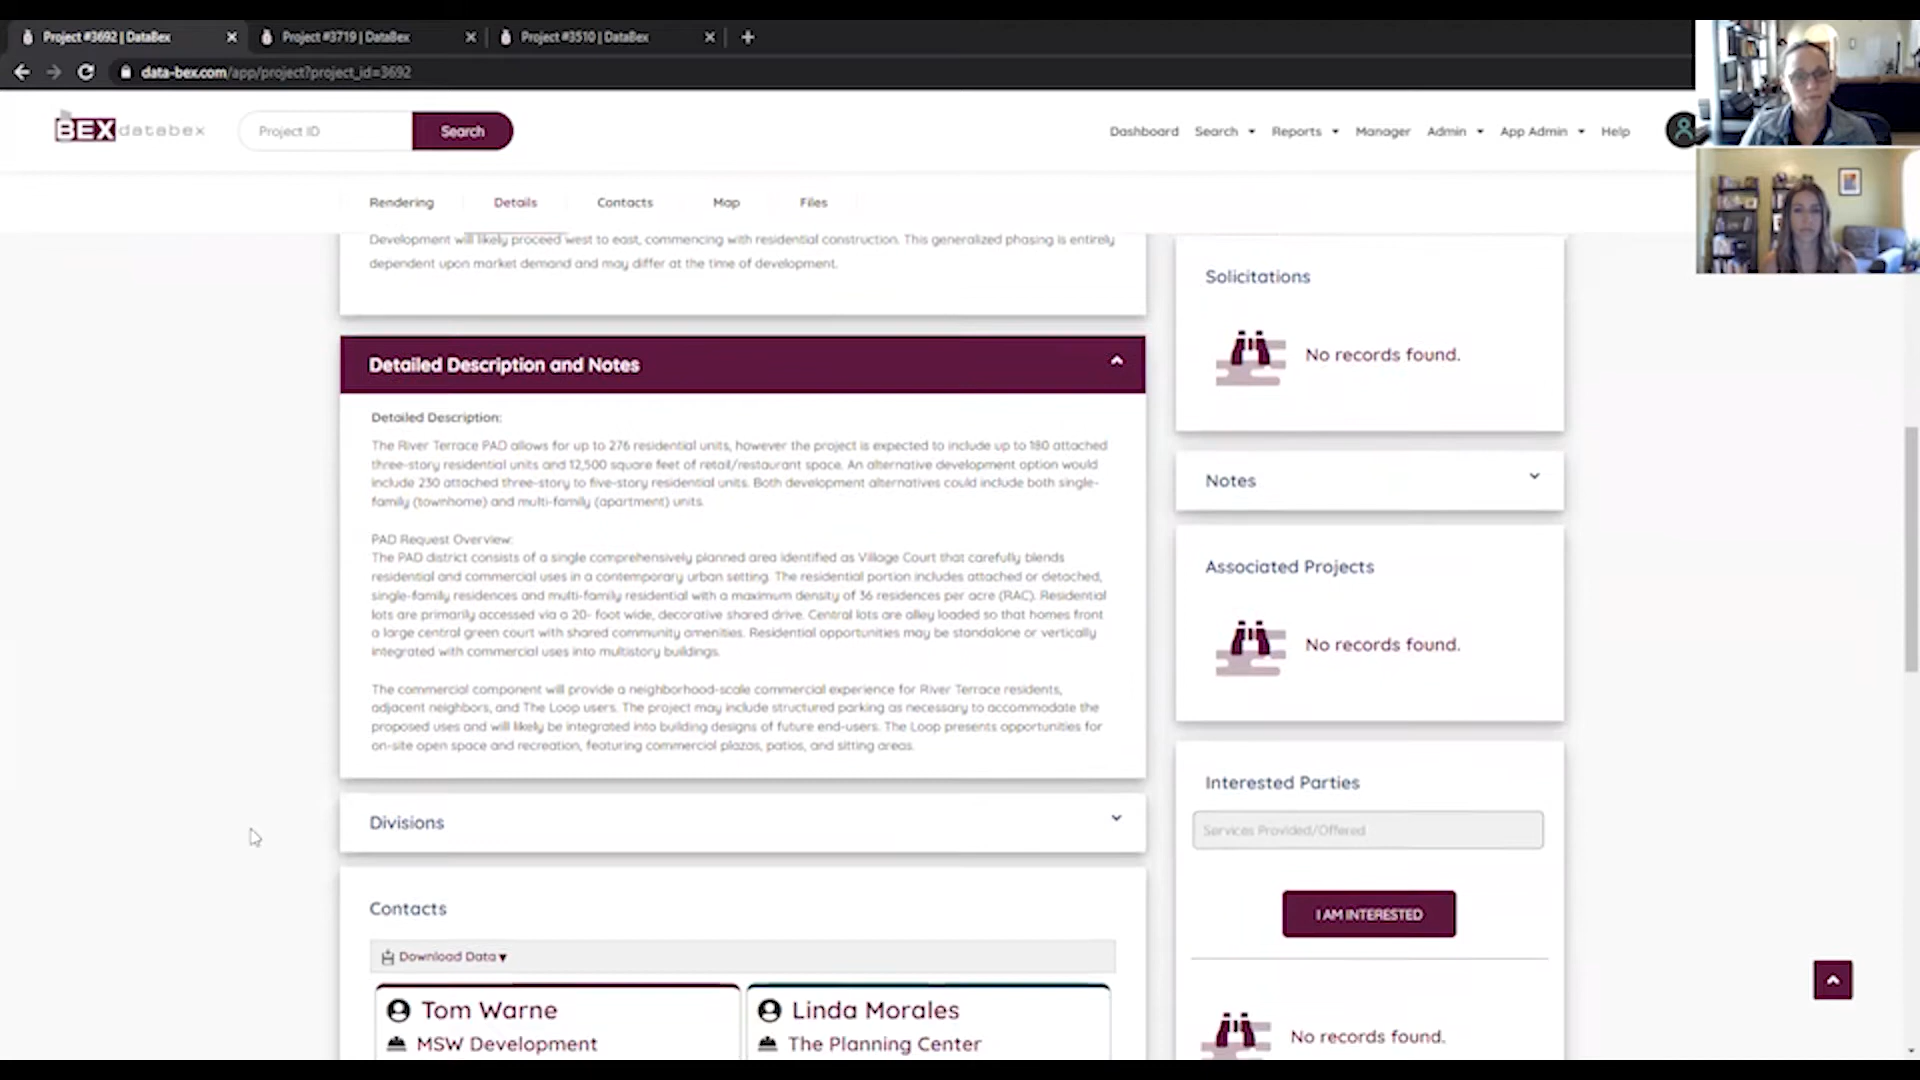 Project #3692 | DataBex
Project #3719 | DataBex
Project #3510 | DataBex
data-bex.com/app/project?project_id=3692
BEX databex
Project ID
Search
Dashboard
Search
Reports
Manager
Admin
App Admin
Help
Rendering
Details
Contacts
Map
Files
Development will likely proceed west to east, commencing with residential construction. This generalized phasing is entirely
dependent upon market demand and may differ at the time of development.
Detailed Description and Notes
Detailed Description:
The River Terrace PAD allows for up to 276 residential units, however the project is expected to include up to 180 attached
three-story residential units and 12,500 square feet of retail/restaurant space. An alternative development option would
include 230 attached three-story to five-story residential units. Both development alternatives could include both single-
family (townhome) and multi-family (apartment) units.
PAD Request Overview:
The PAD district consists of a single comprehensively planned area identified as Village Court that carefully blends
residential and commercial uses in a contemporary urban setting. The residential portion includes attached or detached,
single-family residences and multi-family residential with a maximum density of 36 residences per acre (RAC). Residential
lots are primarily accessed via a 20- foot wide, decorative shared drive. Central lots are alley loaded so that homes front
a large central green court with shared community amenities. Residential opportunities may be standalone or vertically
integrated with commercial uses into multistory buildings.
The commercial component will provide a neighborhood-scale commercial experience for River Terrace residents,
adjacent neighbors, and The Loop users. The project may include structured parking as necessary to accommodate the
proposed uses and will likely be integrated into building designs of future end-users. The Loop presents opportunities for
on-site open space and recreation, featuring commercial plazas, patios, and sitting areas.
Divisions
Contacts
Download Data ▾
Tom Warne
MSW Development
Linda Morales
The Planning Center
Solicitations
No records found.
Notes
Associated Projects
No records found.
Interested Parties
Services Provided/Offered
I AM INTERESTED
No records found.